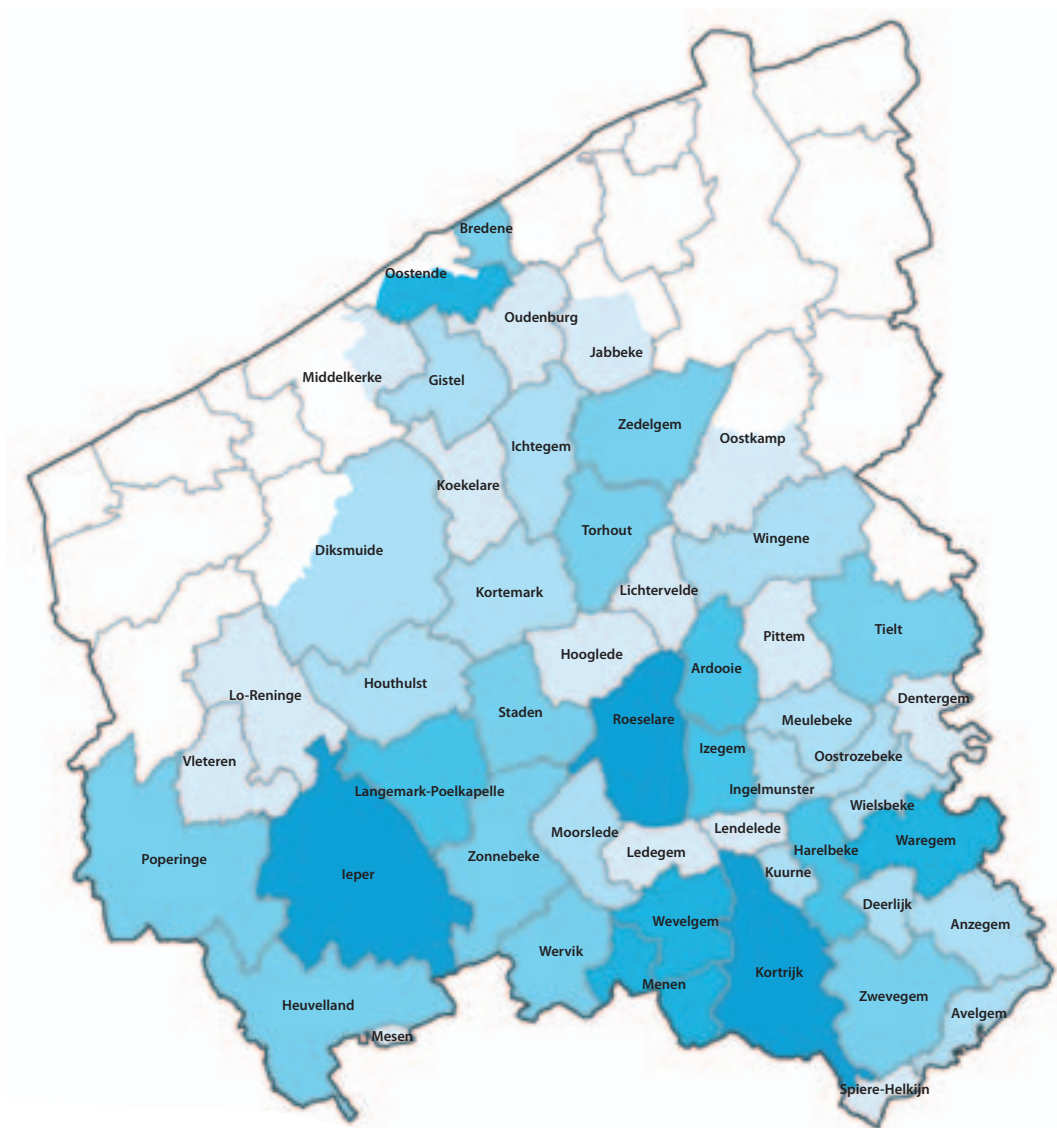 Bredene
Oostende
Oudenburg
Jabbeke
Middelkerke
Gistel
Zedelgem
Oostkamp
Ichtegem
Koekelare
Torhout
Wingene
Diksmuide
Kortemark
Lichtervelde
Tielt
Pittem
Hooglede
Ardooie
Houthulst
Lo-Reninge
Dentergem
Staden
Roeselare
Meulebeke
Izegem
Oostrozebeke
Vleteren
Langemark-Poelkapelle
Ingelmunster
Wielsbeke
Lendelede
Moorslede
Waregem
Harelbeke
Ledegem
Zonnebeke
Poperinge
Ieper
Kuurne
Deerlijk
Wevelgem
Anzegem
Wervik
Kortrijk
Menen
Zwevegem
Heuvelland
Avelgem
Mesen
Spiere-Helkijn